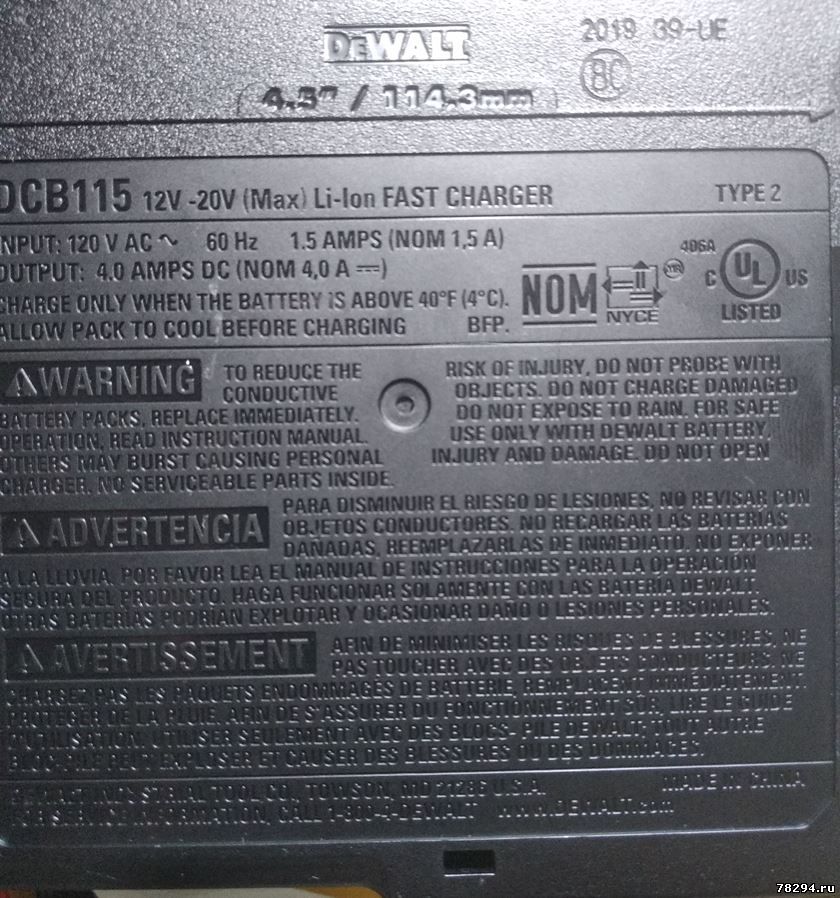 DEWALT
2019 39-UE
BC
4.5" / 114.3mm
DCB115 12V -20V (Max) Li-Ion FAST CHARGER TYPE 2
INPUT: 120 V AC ~ 60 Hz 1.5 AMPS (NOM 1,5 A)
OUTPUT: 4.0 AMPS DC (NOM 4,0 A ⎓)
CHARGE ONLY WHEN THE BATTERY IS ABOVE 40°F (4°C).
ALLOW PACK TO COOL BEFORE CHARGING BFP.
NOM
NYCE
406A
C UL US
LISTED
⚠WARNING TO REDUCE THE RISK OF INJURY, DO NOT PROBE WITH
CONDUCTIVE OBJECTS. DO NOT CHARGE DAMAGED
BATTERY PACKS, REPLACE IMMEDIATELY. DO NOT EXPOSE TO RAIN. FOR SAFE
OPERATION, READ INSTRUCTION MANUAL. USE ONLY WITH DEWALT BATTERY,
OTHERS MAY BURST CAUSING PERSONAL INJURY AND DAMAGE. DO NOT OPEN
CHARGER, NO SERVICEABLE PARTS INSIDE.
⚠ADVERTENCIA PARA DISMINUIR EL RIESGO DE LESIONES, NO REVISAR CON
OBJETOS CONDUCTORES. NO RECARGAR LAS BATERIAS
DAÑADAS, REEMPLAZARLAS DE INMEDIATO. NO EXPONER
A LA LLUVIA. POR FAVOR LEA EL MANUAL DE INSTRUCCIONES PARA LA OPERACIÓN
SEGURA DEL PRODUCTO. HAGA FUNCIONAR SOLAMENTE CON LAS BATERIA DEWALT.
OTRAS BATERÍAS PODRÍAN EXPLOTAR Y OCASIONAR DAÑO O LESIONES PERSONALES.
⚠AVERTISSEMENT AFIN DE MINIMISER LES RISQUES DE BLESSURES, NE
PAS TOUCHER AVEC DES OBJETS CONDUCTEURS. NE
CHARGEZ PAS LES PAQUETS ENDOMMAGES DE BATTERIE, REMPLACENT IMMÉDIATEMENT.
PROTEGER DE LA PLUIE. AFIN DE S'ASSURER DU FONCTIONNEMENT SÛR, LIRE LE GUIDE
D'UTILISATION. UTILISER SEULEMENT AVEC DES BLOCS- PILE DEWALT, TOUT AUTRE
BLOC-PILE PEUT EXPLOSER ET CAUSER DES BLESSURES OU DES DOMMAGES.
DEWALT INDUSTRIAL TOOL CO., TOWSON, MD 21286 U.S.A. MADE IN CHINA
FOR SERVICE INFORMATION, CALL 1-800-4-DEWALT www.DEWALT.com
78294.ru